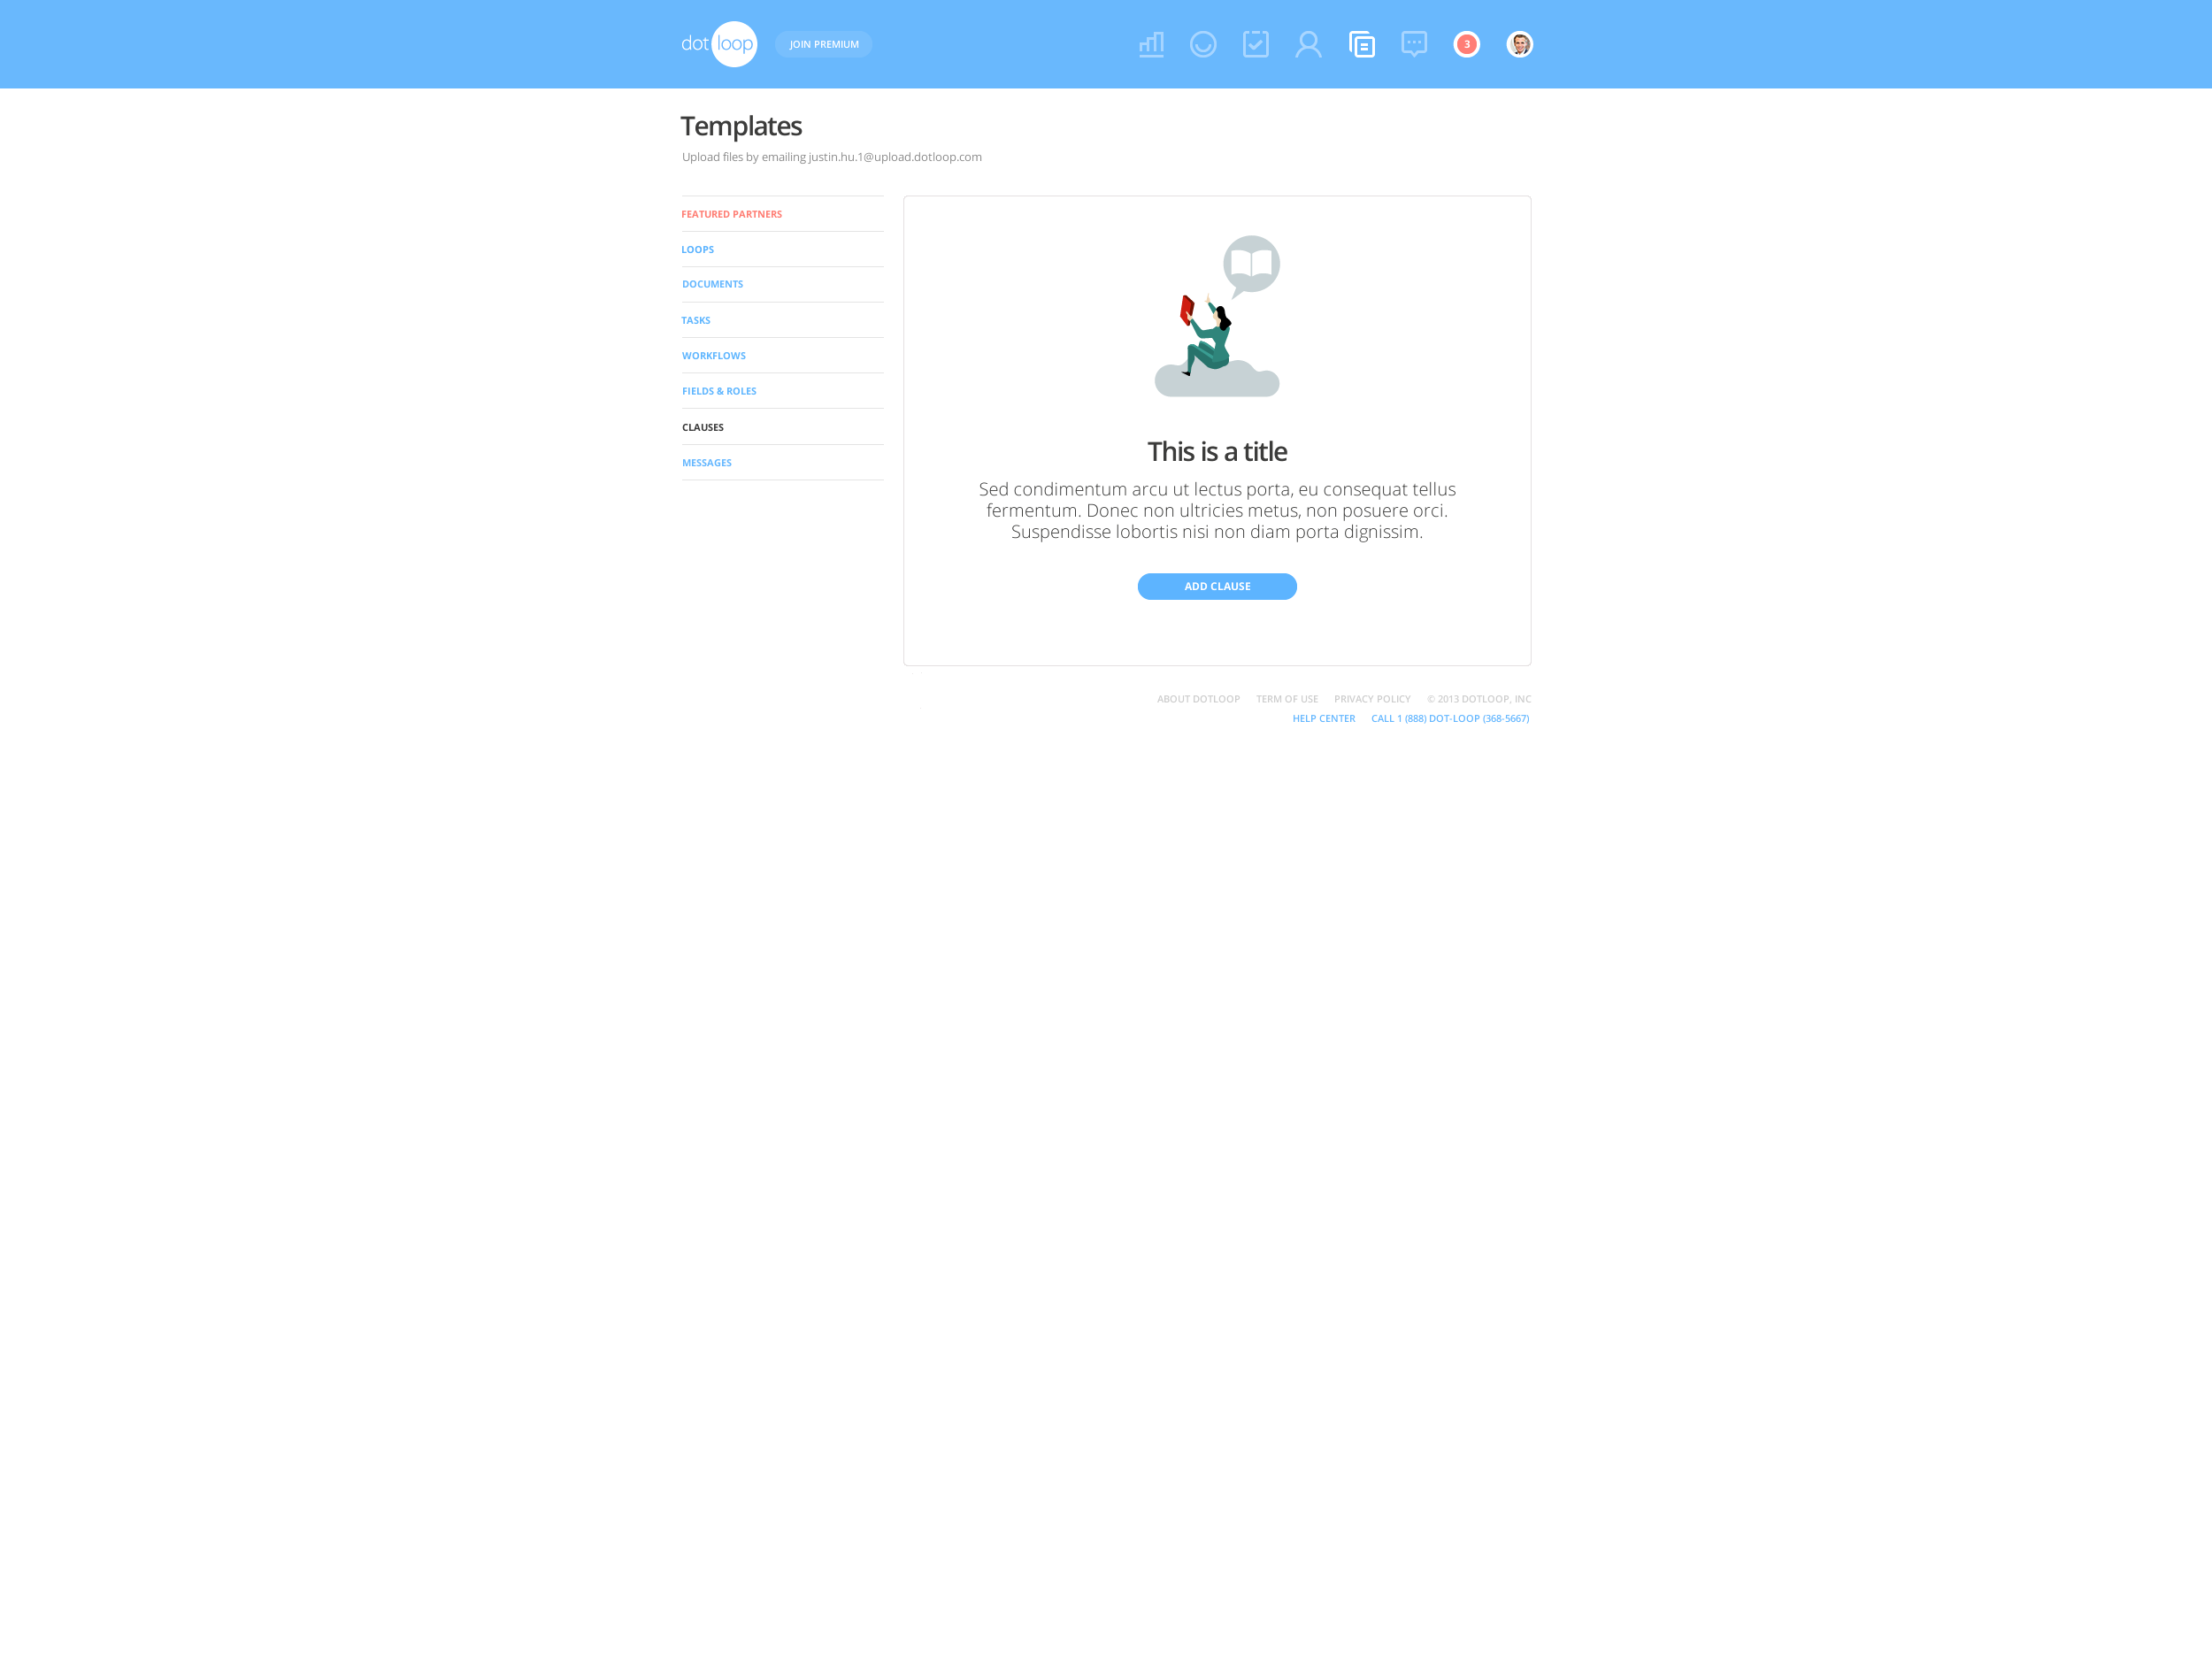 dot loop
JOIN PREMIUM
3
Templates
Upload files by emailing justin.hu.1@upload.dotloop.com
FEATURED PARTNERS
LOOPS
DOCUMENTS
TASKS
WORKFLOWS
FIELDS & ROLES
CLAUSES
MESSAGES
This is a title
Sed condimentum arcu ut lectus porta, eu consequat tellus
fermentum. Donec non ultricies metus, non posuere orci.
Suspendisse lobortis nisi non diam porta dignissim.
ADD CLAUSE
ABOUT DOTLOOP TERM OF USE PRIVACY POLICY © 2013 DOTLOOP, INC
HELP CENTER CALL 1 (888) DOT-LOOP (368-5667)